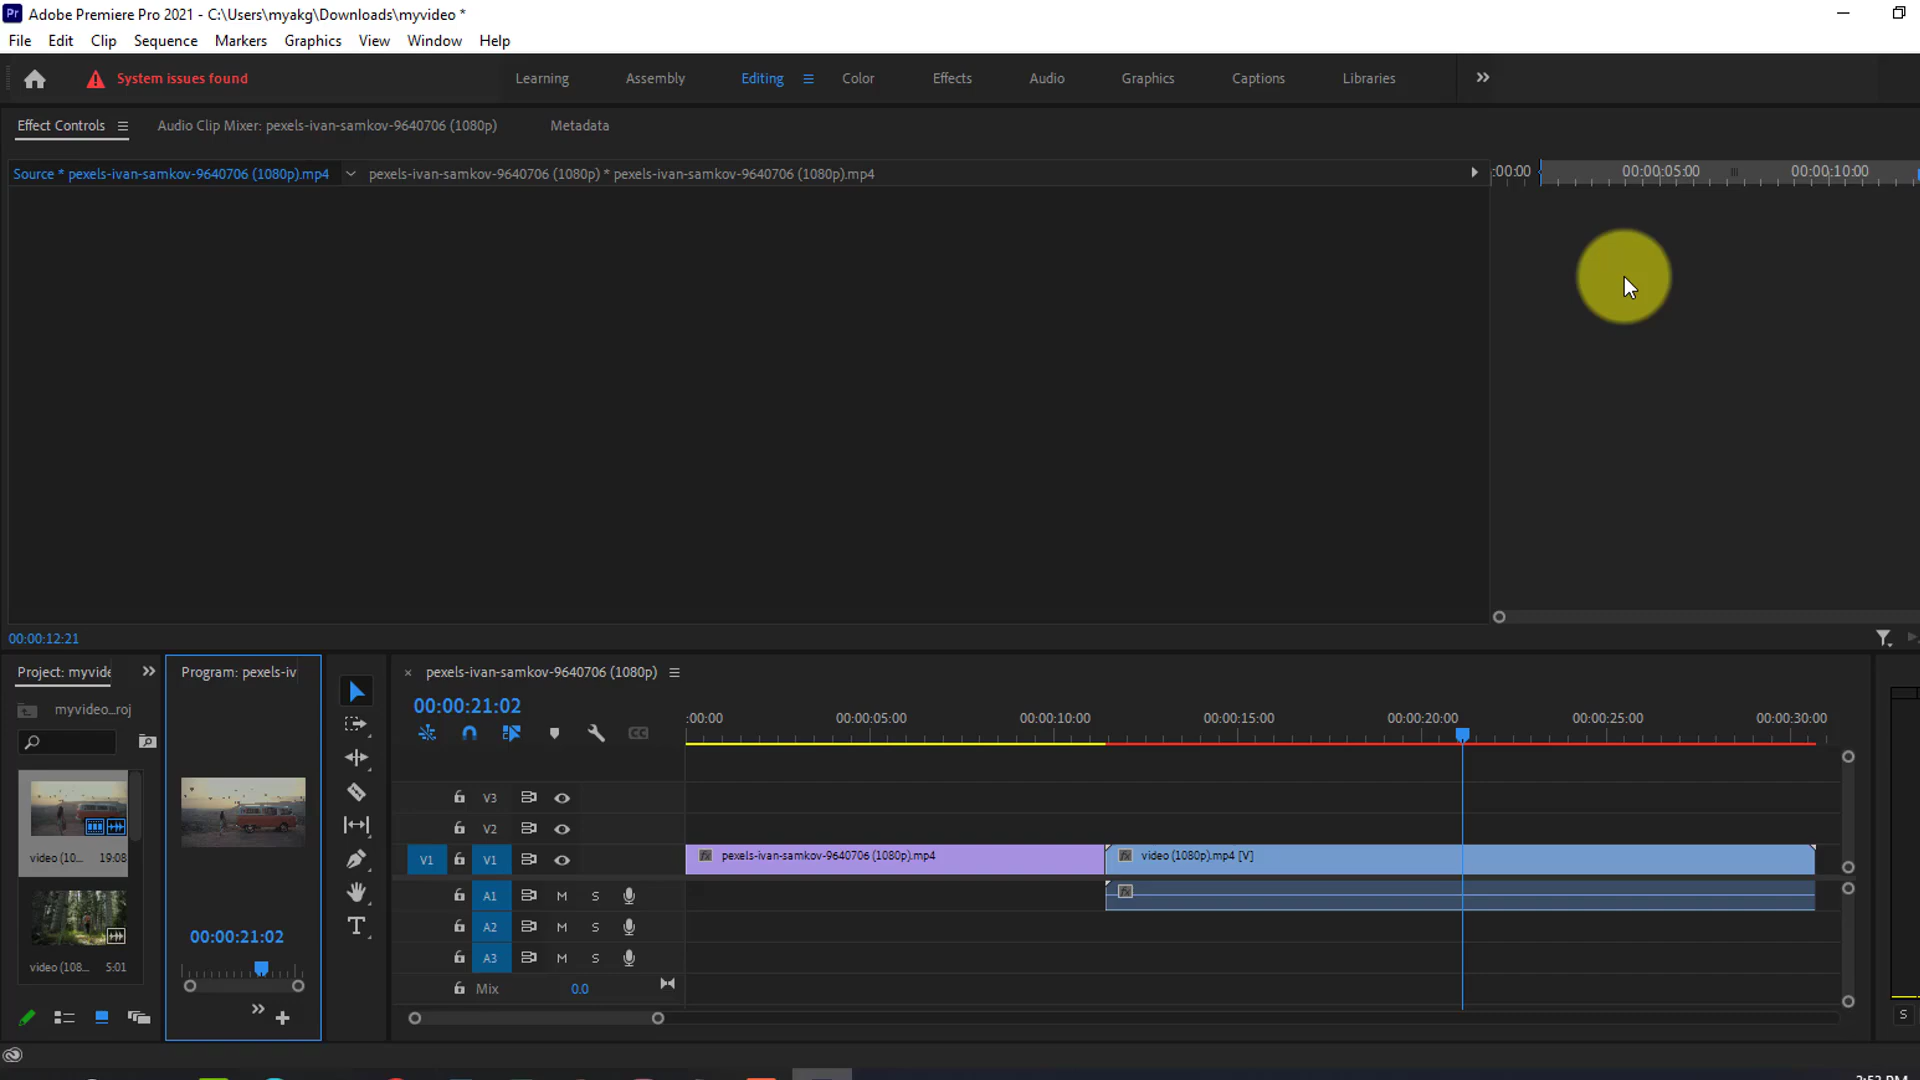 Pr Adobe Premiere Pro 2021 - C:\Users\myakg\Downloads\myvideo *
File Edit Clip Sequence Markers Graphics View Window Help
System issues found Learning Assembly Editing Color Effects Audio Graphics Captions Libraries
Effect Controls Audio Clip Mixer: pexels-ivan-samkov-9640706 (1080p) Metadata
Source * pexels-ivan-samkov-9640706 (1080p).mp4 pexels-ivan-samkov-9640706 (1080p) * pexels-ivan-samkov-9640706 (1080p).mp4 :00:00 00:00:05:00 00:00:10:00
00:00:12:21
Project: myvide Program: pexels-iv × pexels-ivan-samkov-9640706 (1080p)
myvideo...roj 00:00:21:02
:00:00 00:00:05:00 00:00:10:00 00:00:15:00 00:00:20:00 00:00:25:00 00:00:30:00
V3
V2
V1 V1 fx pexels-ivan-samkov-9640706 (1080p).mp4 fx video (1080p).mp4 [V]
video (10... 19:08
A1 M S fx
A2 M S
00:00:21:02
A3 M S
video (108... 5:01
Mix 0.0
S